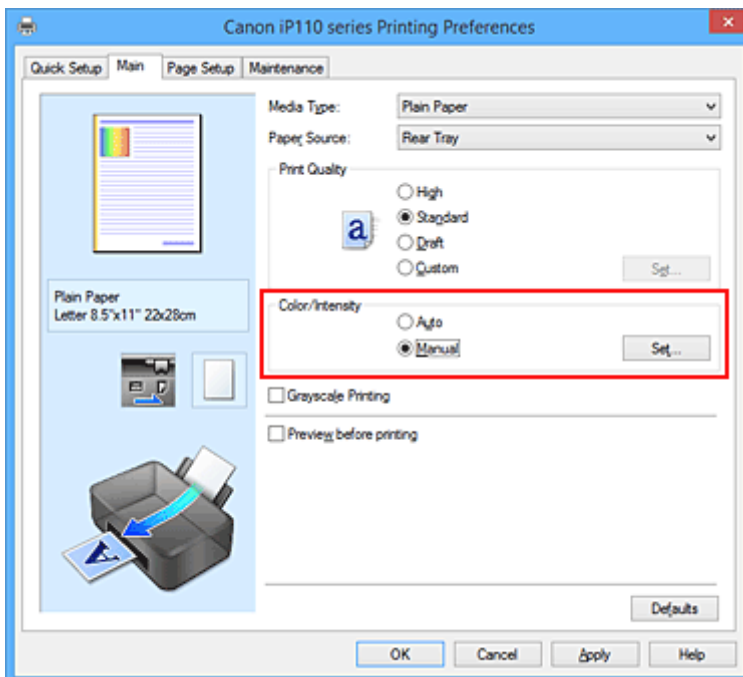 Canon iP110 series Printing Preferences
Quick Setup Main Page Setup Maintenance
Media Type: Plain Paper
Paper Source: Rear Tray
Print Quality
High
a Standard
Draft
Custom Set...
Plain Paper
Letter 8.5"x11" 22x28cm
Color/Intensity
Auto
Manual Set...
Grayscale Printing
Preview before printing
A
Defaults
OK Cancel Apply Help